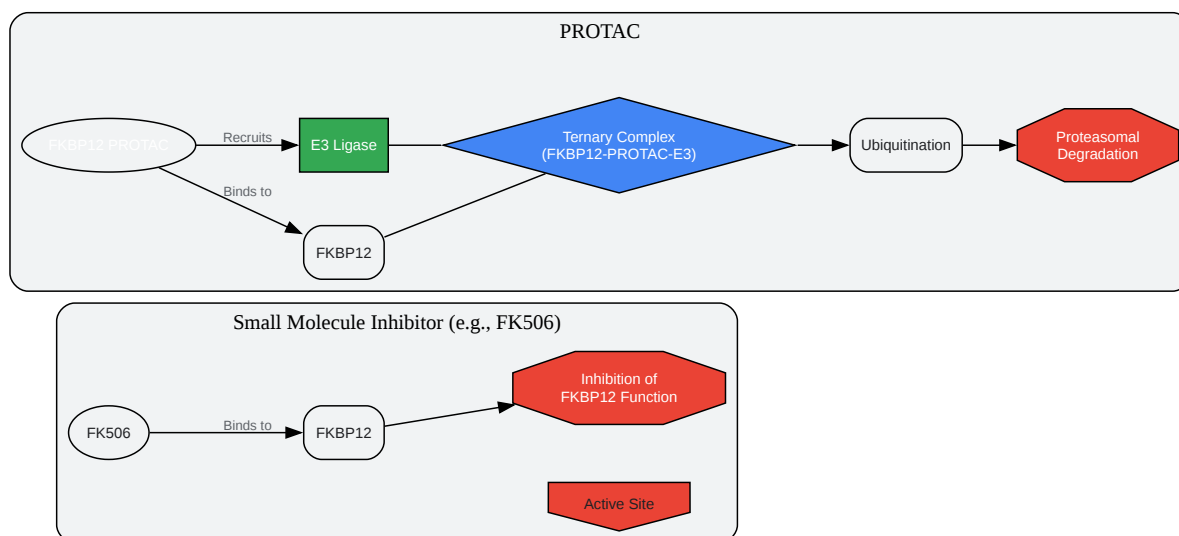 PROTAC
FKBP12 PROTAC
Recruits
E3 Ligase
Ternary Complex
(FKBP12-PROTAC-E3)
Ubiquitination
Proteasomal
Degradation
Binds to
FKBP12
Small Molecule Inhibitor (e.g., FK506)
FK506
Binds to
FKBP12
Inhibition of
FKBP12 Function
Active Site